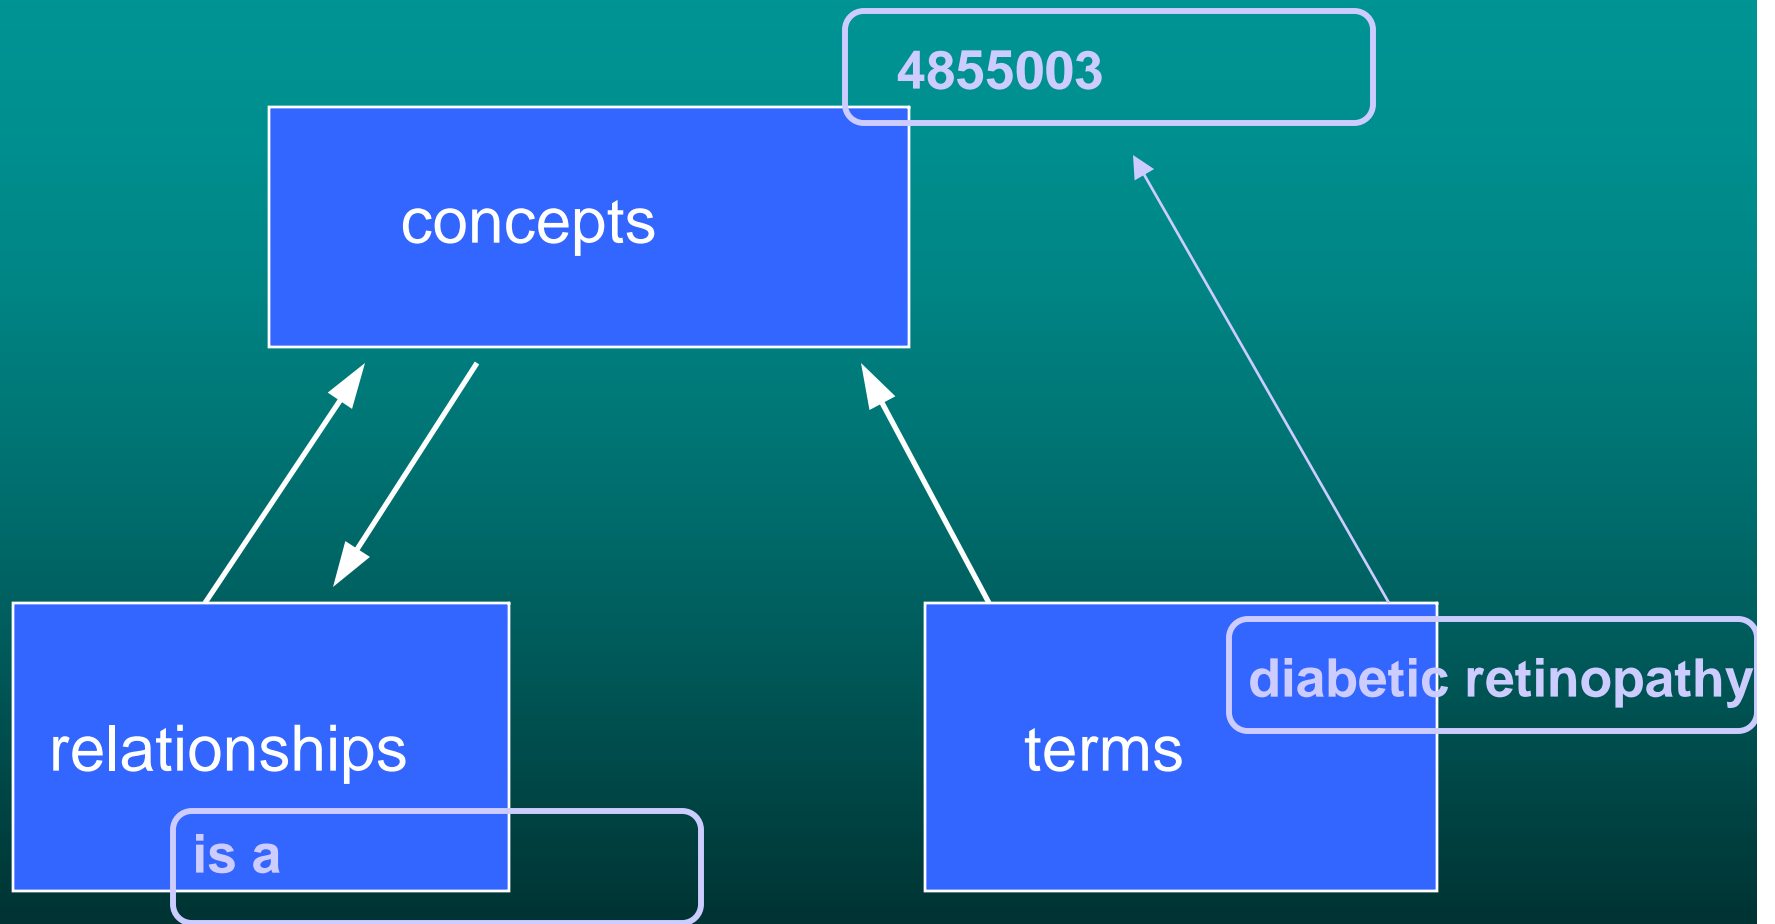 4855003
concepts
diabetic retinopathy
relationships
terms
is a